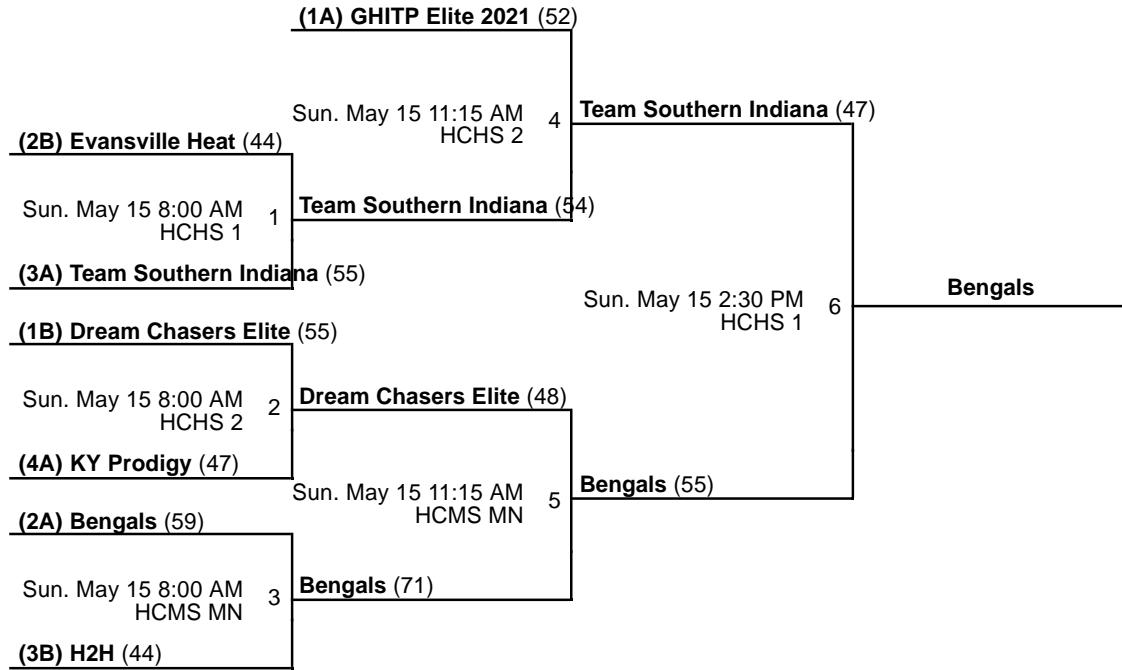 (1A) GHITP Elite 2021 (52)
Sun. May 15 11:15 AM 4
HCHS 2
Team Southern Indiana (47)
(2B) Evansville Heat (44)
Sun. May 15 8:00 AM 1
HCHS 1
Team Southern Indiana (54)
(3A) Team Southern Indiana (55)
Sun. May 15 2:30 PM 6
HCHS 1
Bengals
(1B) Dream Chasers Elite (55)
Sun. May 15 8:00 AM 2
HCHS 2
Dream Chasers Elite (48)
(4A) KY Prodigy (47)
Sun. May 15 11:15 AM 5
HCMS MN
Bengals (55)
(2A) Bengals (59)
Sun. May 15 8:00 AM 3
HCMS MN
Bengals (71)
(3B) H2H (44)